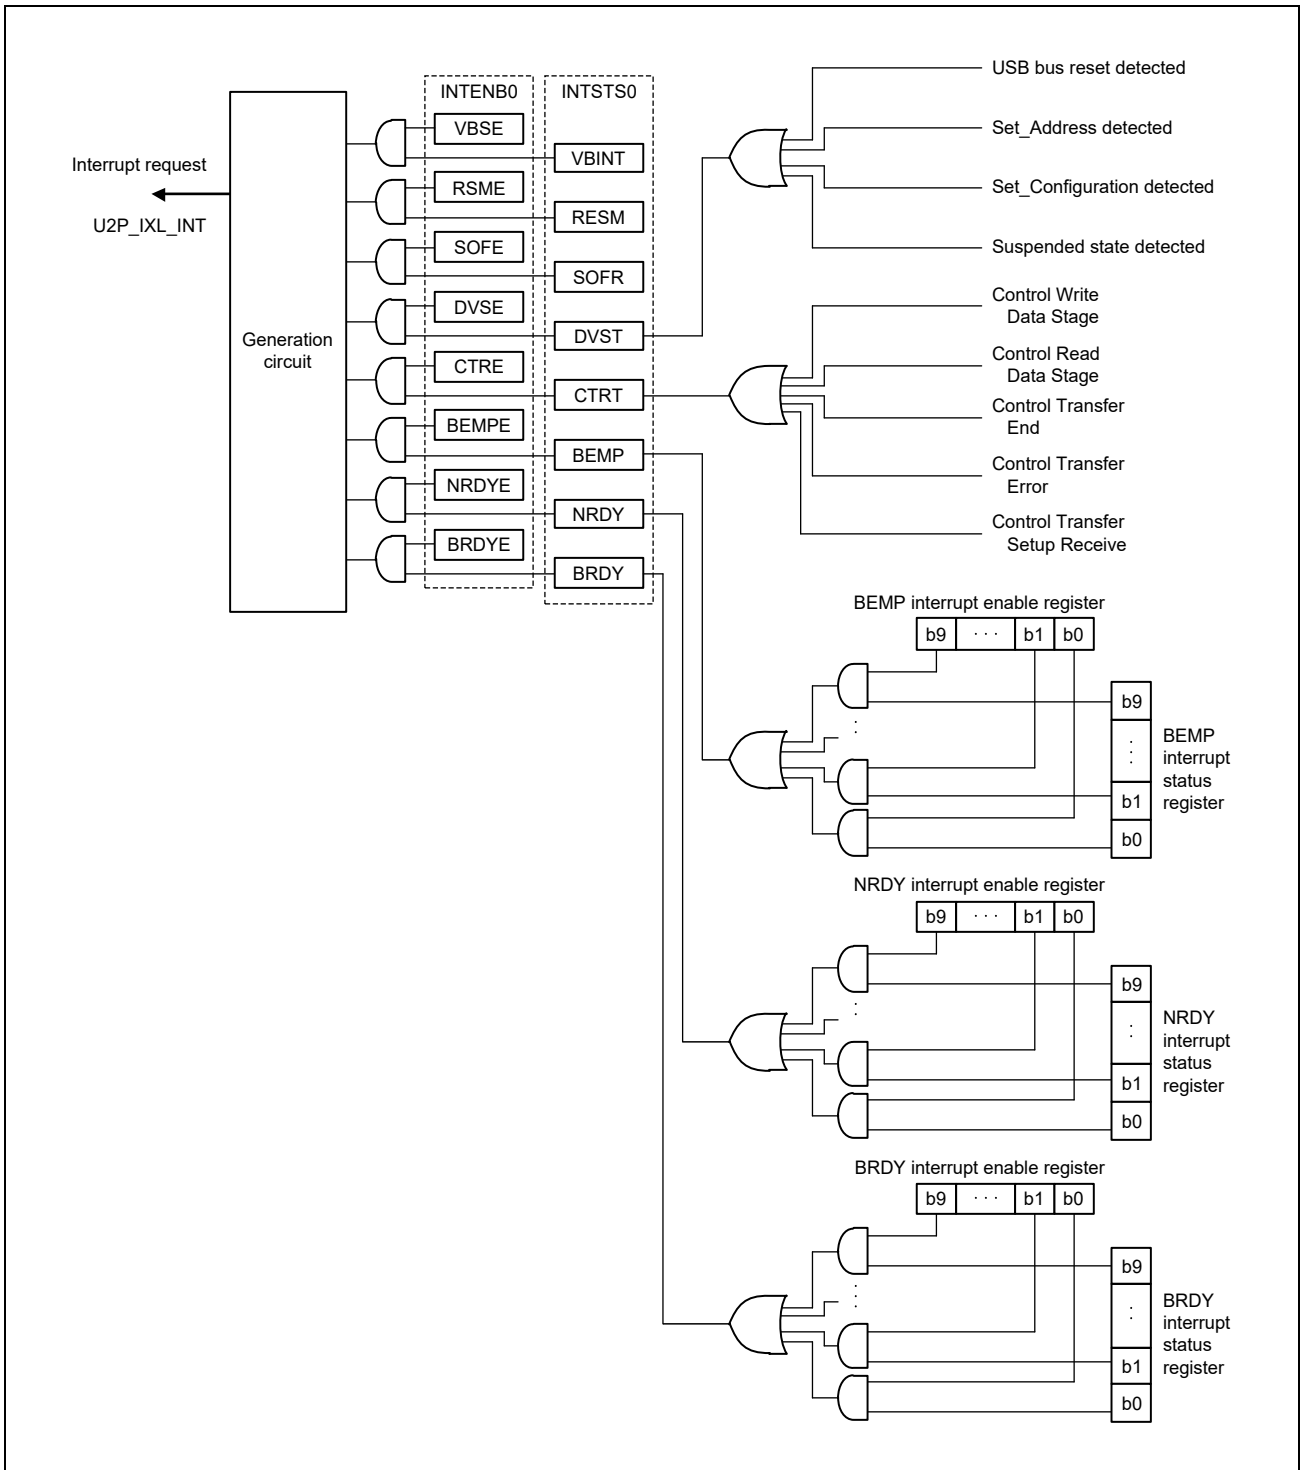 INTENB0
INTSTS0
VBSE
VBINT
RSME
RESM
SOFE
SOFR
DVSE
DVST
CTRE
CTRT
BEMPE
BEMP
NRDYE
NRDY
BRDYE
BRDY
Interrupt request
U2P_IXL_INT
Generation
circuit
USB bus reset detected
Set_Address detected
Set_Configuration detected
Suspended state detected
Control Write
Data Stage
Control Read
Data Stage
Control Transfer
End
Control Transfer
Error
Control Transfer
Setup Receive
BEMP interrupt enable register
b9 · · · b1 b0
b9
b1
b0
BEMP
interrupt
status
register
NRDY interrupt enable register
b9 · · · b1 b0
b9
b1
b0
NRDY
interrupt
status
register
BRDY interrupt enable register
b9 · · · b1 b0
b9
b1
b0
BRDY
interrupt
status
register